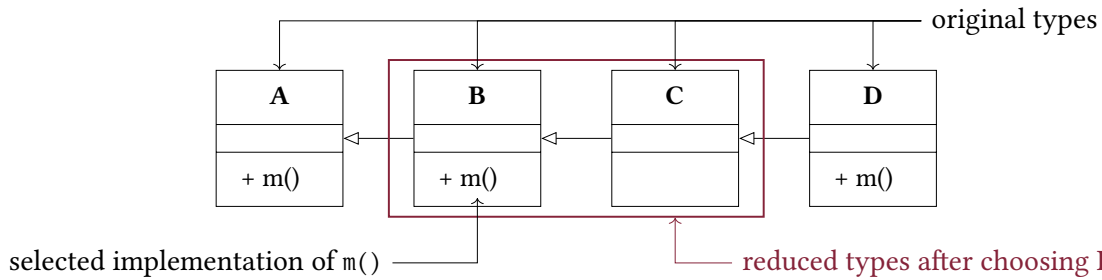 original types
A B C D
+ m() + m() + m()
selected implementation of m()
reduced types after choosing